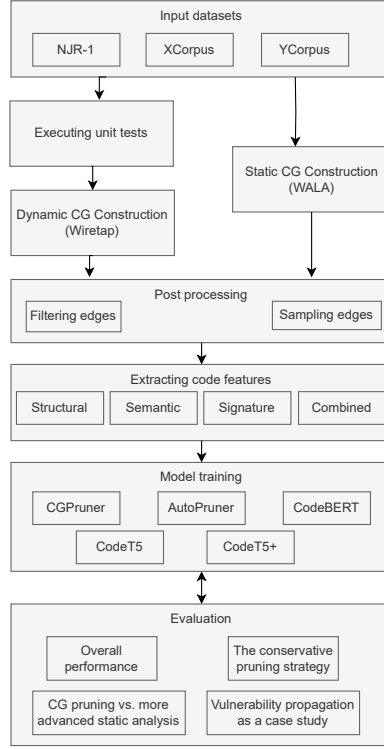 Input datasets
NJR-1
XCorpus
YCorpus
Executing unit tests
Static CG Construction
(WALA)
Dynamic CG Construction
(Wiretap)
Post processing
Filtering edges
Sampling edges
Extracting code features
Structural
Semantic
Signature
Combined
Model training
CGPruner
AutoPruner
CodeBERT
CodeT5
CodeT5+
Evaluation
Overall
performance
The conservative
pruning strategy
CG pruning vs. more
advanced static analysis
Vulnerability propagation
as a case study